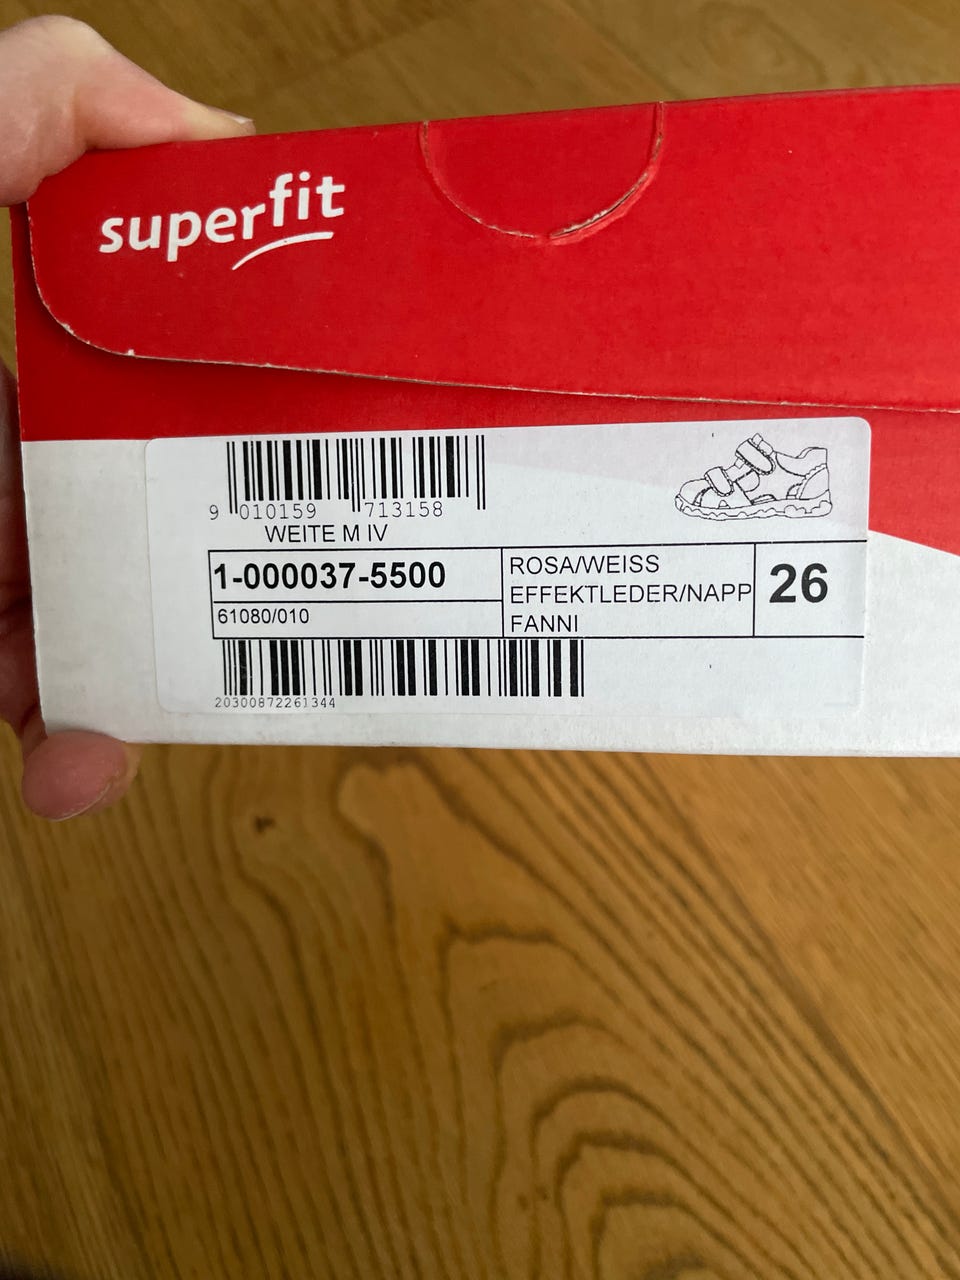 superfit
9 010159 713158
WEITE M IV
1-000037-5500
61080/010
ROSA/WEISS
EFFEKTLEDER/NAPP
FANNI
26
20300872261344